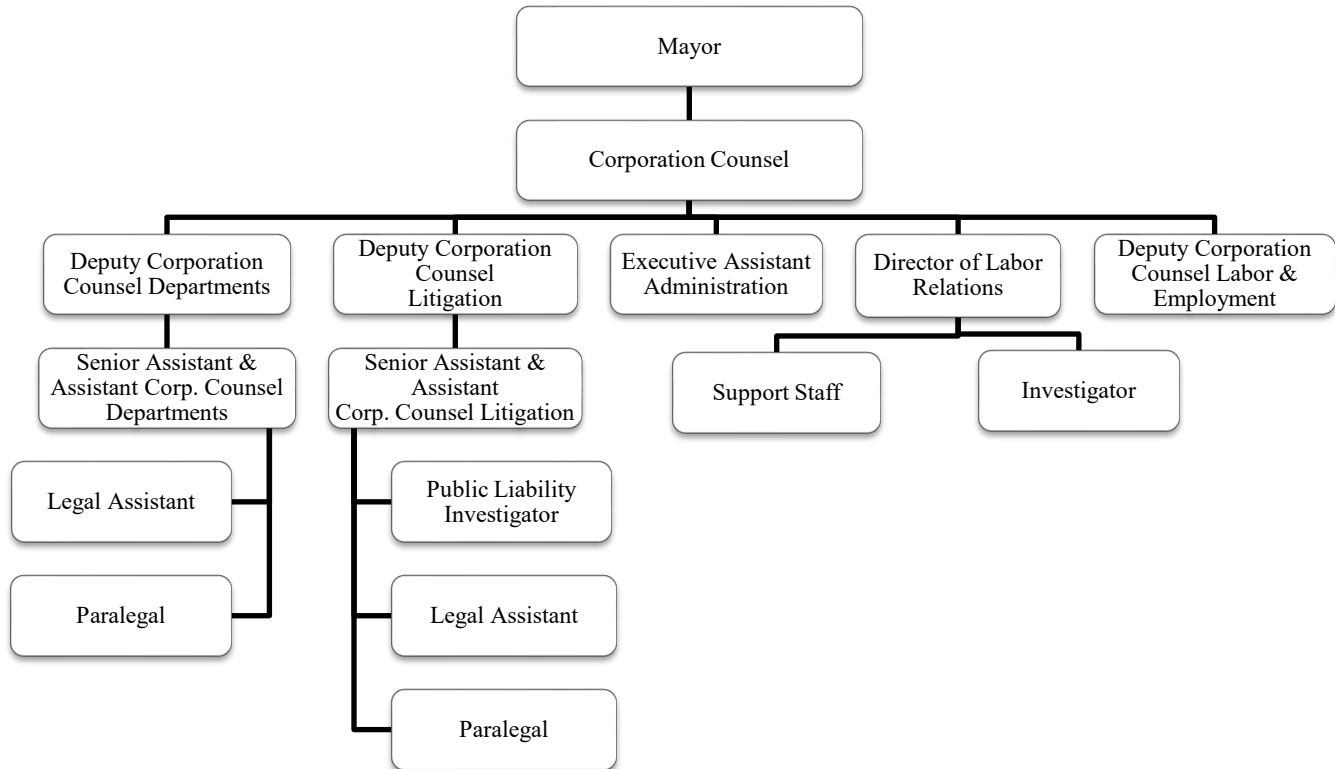 Mayor
Corporation Counsel
Deputy Corporation
Counsel Departments
Deputy Corporation
Counsel
Litigation
Executive Assistant
Administration
Director of Labor
Relations
Deputy Corporation
Counsel Labor &
Employment
Senior Assistant &
Assistant Corp. Counsel
Departments
Senior Assistant &
Assistant
Corp. Counsel Litigation
Support Staff
Investigator
Legal Assistant
Paralegal
Public Liability
Investigator
Legal Assistant
Paralegal